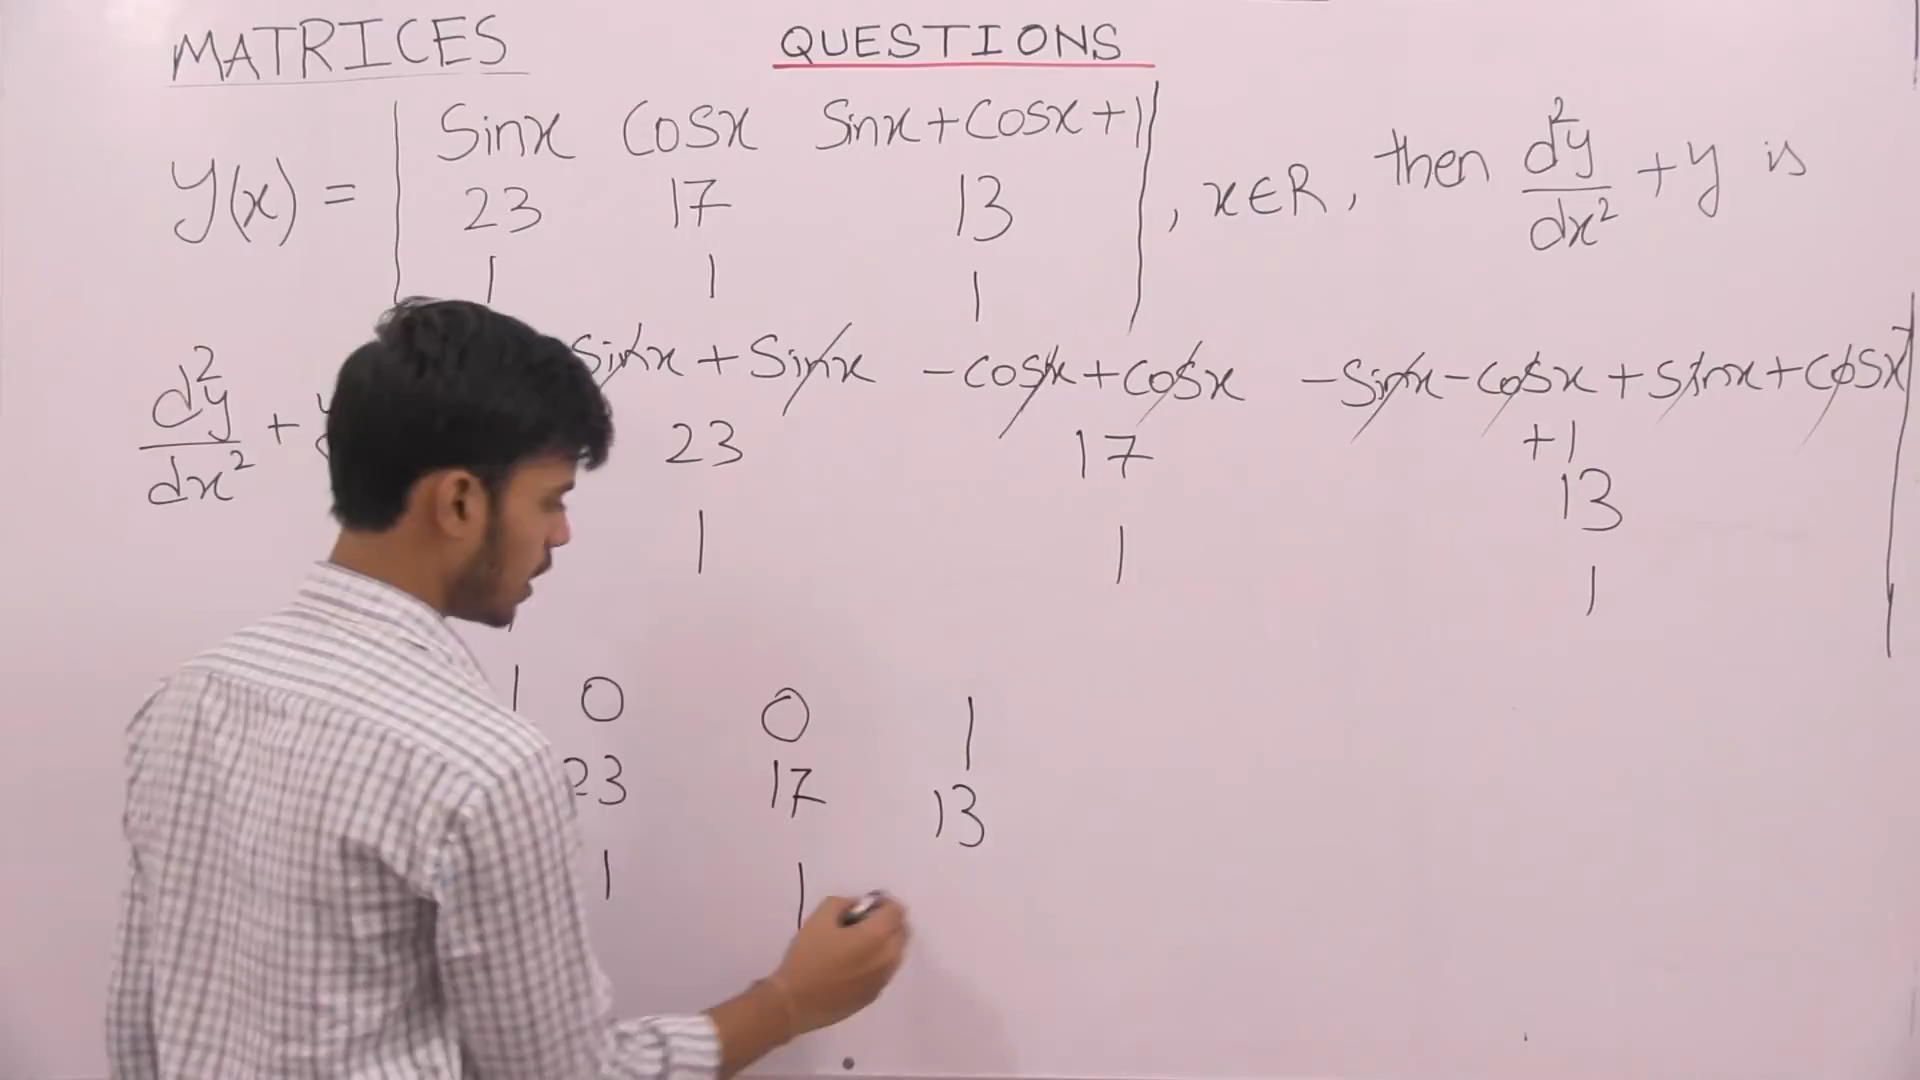 MATRICES QUESTIONS
Sinx Cosx Sinx+Cosx+1
y(x) = 23 17 13 , x∈R, then d²y/dx² + y is
1 1 1
Sinx + Sinx -Cosx+Cosx -Sinx-Cosx+Sinx+Cosx
+1
d²y/dx² + 23 17 13
1 1 1
0 0 1
23 17 13
1 1